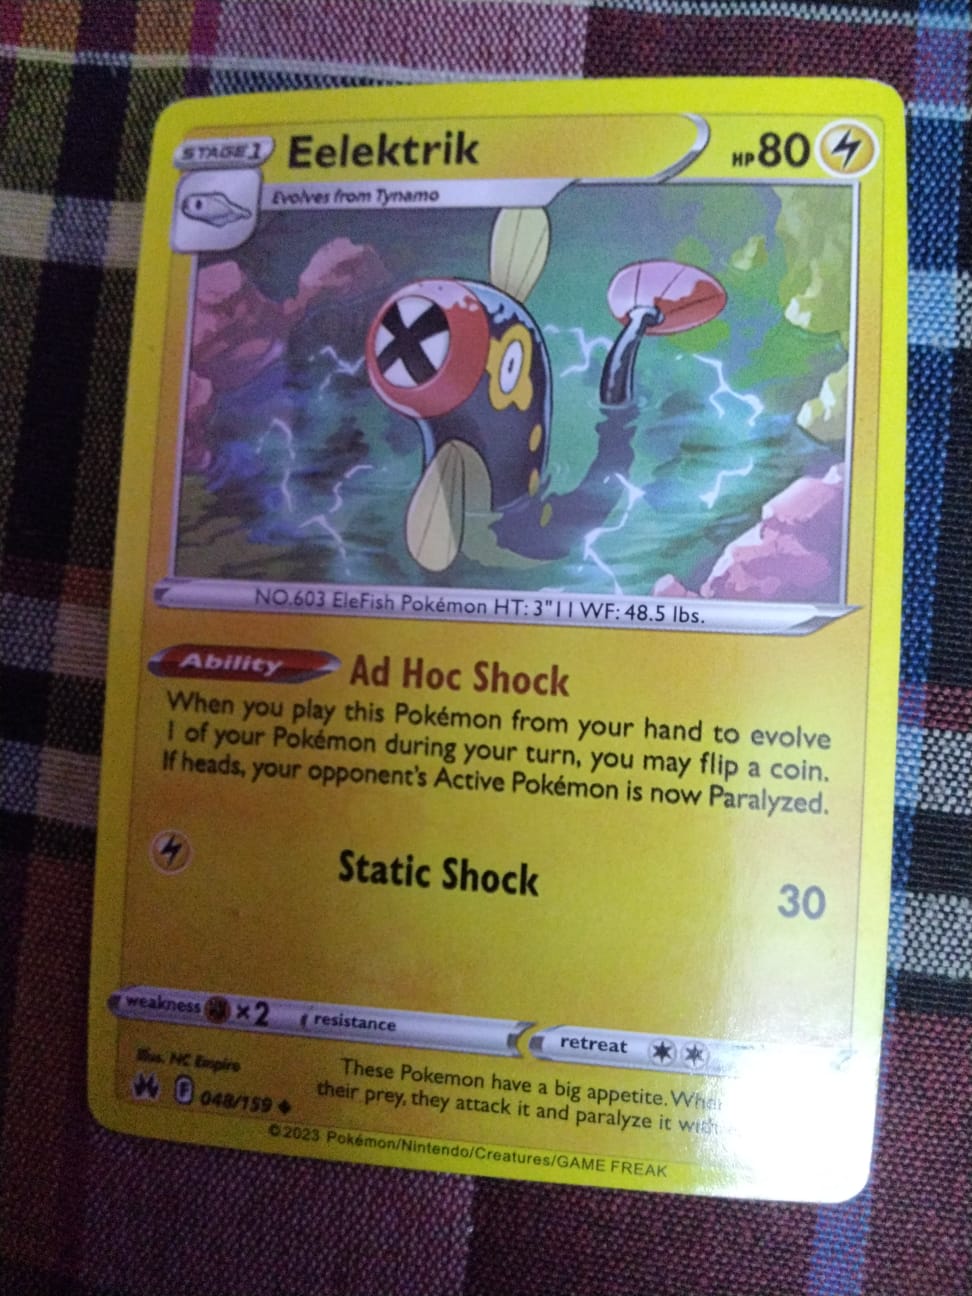 STAGE 1 Eelektrik HP 80
Evolves from Tynamo
NO.603 EleFish Pokémon HT: 3"11 WF: 48.5 lbs.
Ability Ad Hoc Shock
When you play this Pokémon from your hand to evolve
1 of your Pokémon during your turn, you may flip a coin.
If heads, your opponent's Active Pokémon is now Paralyzed.
Static Shock 30
weakness ×2 resistance retreat
Illus. NC Empire
F 048/159
These Pokemon have a big appetite.
their prey, they attack it and paralyze it with
©2023 Pokémon/Nintendo/Creatures/GAME FREAK